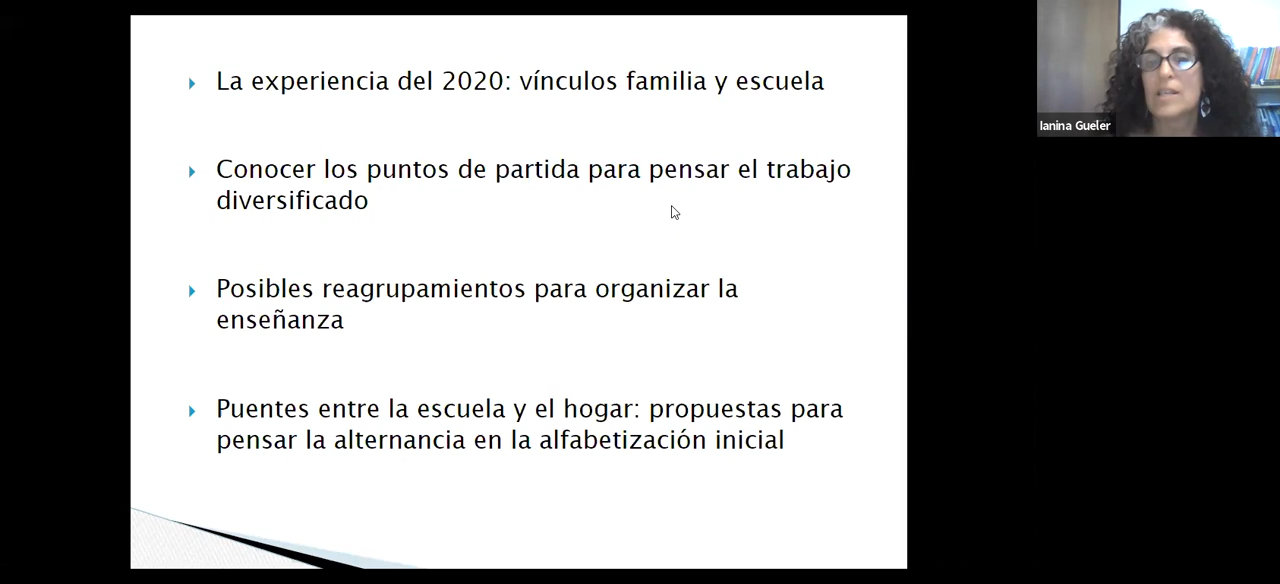 La experiencia del 2020: vínculos familia y escuela
Conocer los puntos de partida para pensar el trabajo
diversificado
Posibles reagrupamientos para organizar la
enseñanza
Puentes entre la escuela y el hogar: propuestas para
pensar la alternancia en la alfabetización inicial
Ianina Gueler